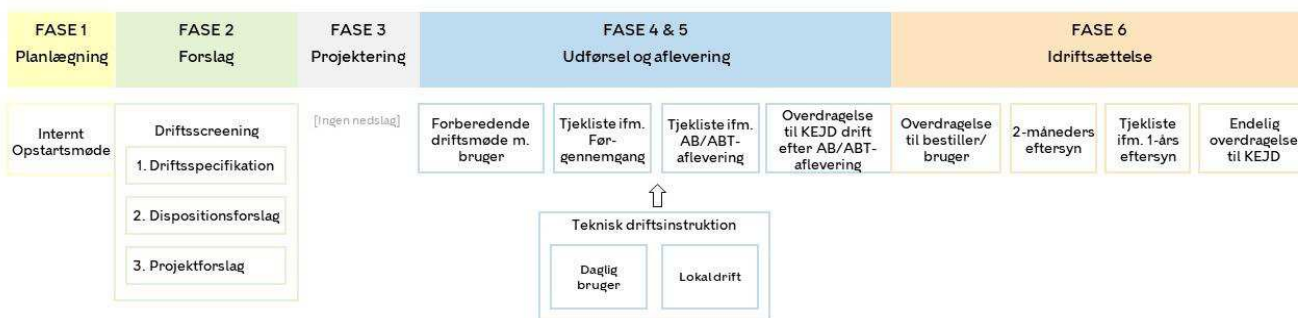 FASE 1
Planlægning
FASE 2
Forslag
FASE 3
Projektering
FASE 4 & 5
Udførsel og aflevering
FASE 6
Idriftsættelse
Internt
Opstartsmøde
Driftsscreening
1. Driftsspecifikation
2. Dispositionsforslag
3. Projektforslag
[Ingen nedslag]
Forberedende
driftsmøde m.
bruger
Tjekliste ifm.
Før-
gennemgang
Tjekliste ifm.
AB/ABT-
aflevering
Overdragelse
til KEJD drift
efter AB/ABT-
aflevering
Teknisk driftsinstruktion
Daglig
bruger
Lokal drift
Overdragelse
til bestiller/
bruger
2-måneders
eftersyn
Tjekliste
ifm. 1-års
eftersyn
Endelig
overdragelse
til KEJD